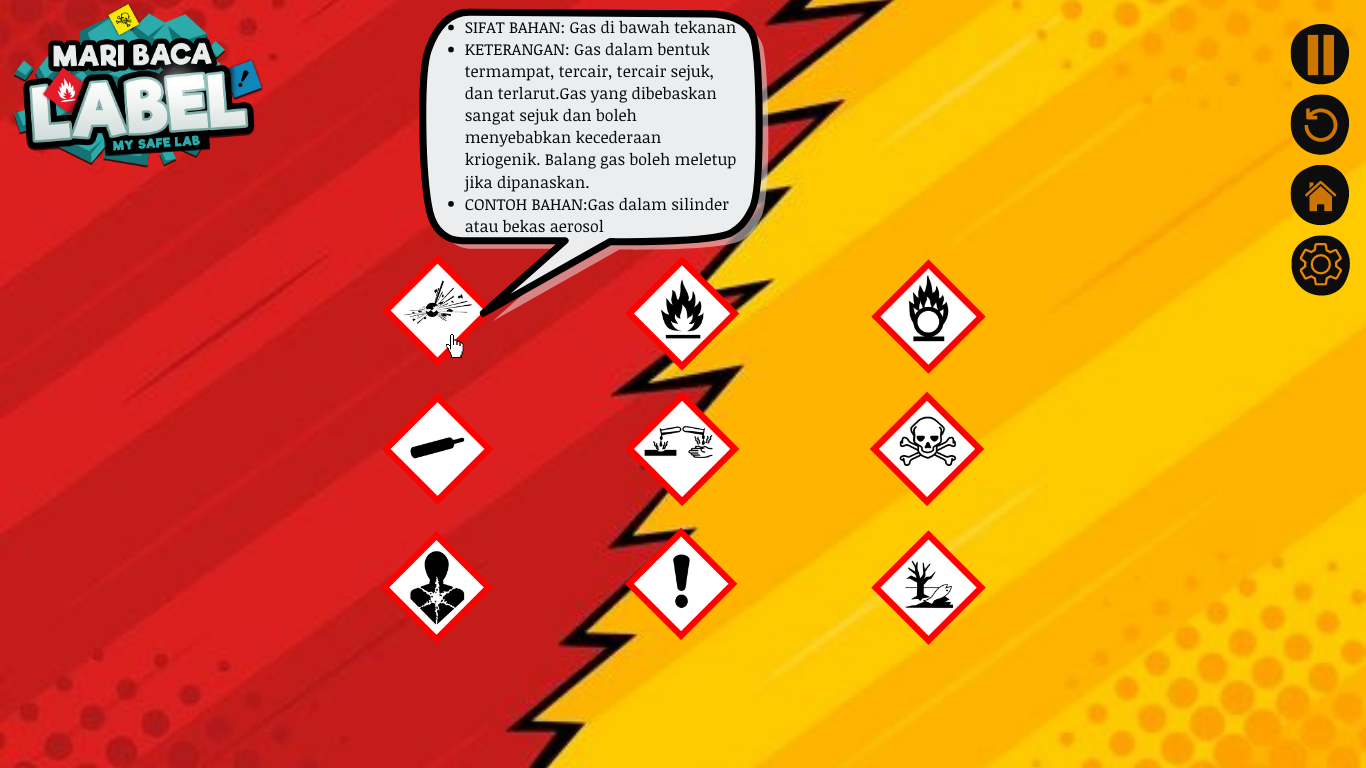 MARI BACA
LABEL
MY SAFE LAB
• SIFAT BAHAN: Gas di bawah tekanan
• KETERANGAN: Gas dalam bentuk
termampat, tercair, tercair sejuk,
dan terlarut.Gas yang dibebaskan
sangat sejuk dan boleh
menyebabkan kecederaan
kriogenik. Balang gas boleh meletup
jika dipanaskan.
• CONTOH BAHAN:Gas dalam silinder
atau bekas aerosol